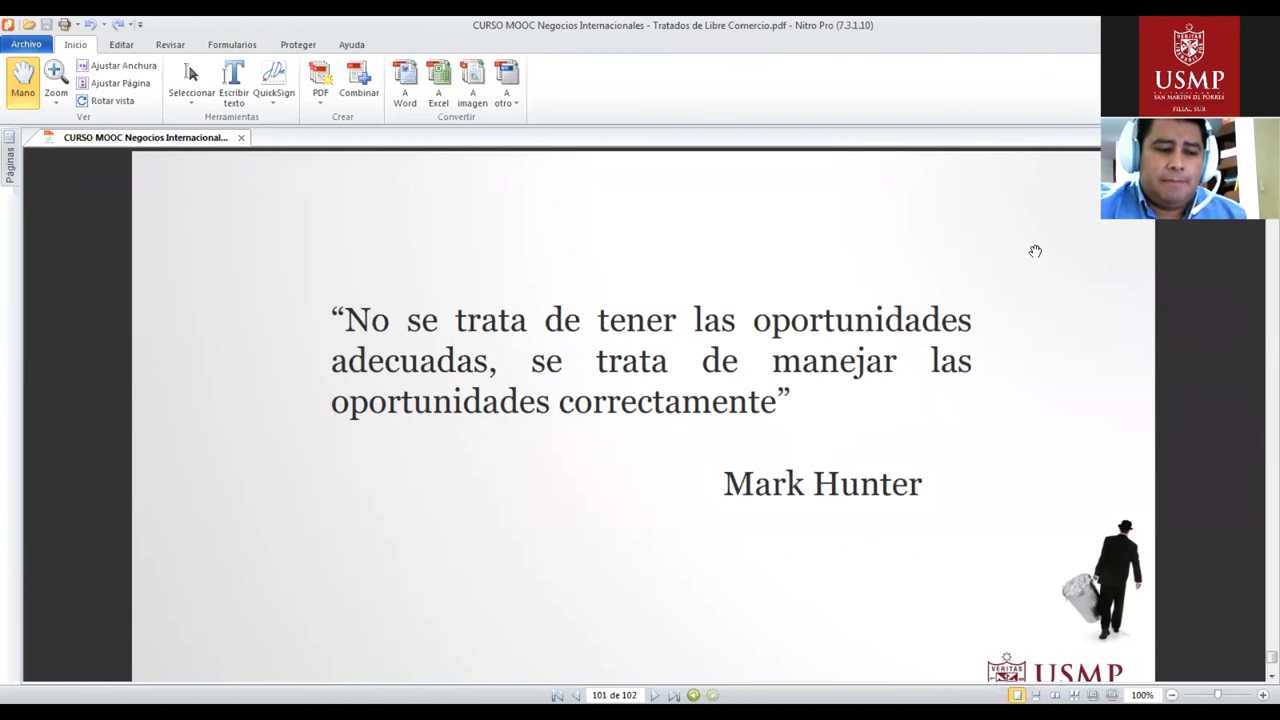 CURSO MOOC Negocios Internacionales - Tratados de Libre Comercio.pdf - Nitro Pro (7.3.1.10)
Archivo Inicio Editar Revisar Formularios Proteger Ayuda
Mano
Zoom
Ajustar Anchura
Ajustar Página
Rotar vista
Ver
Seleccionar
Escribir texto
QuickSign
Herramientas
PDF
Combinar
Crear
A Word
A Excel
A imagen
A otro
Convertir
VERITAS
USMP
UNIVERSIDAD DE
SAN MARTIN DE PORRES
FILIAL SUR
CURSO MOOC Negocios Internacional...
Páginas
“No se trata de tener las oportunidades
adecuadas, se trata de manejar las
oportunidades correctamente”
Mark Hunter
VERITAS
USMP
101 de 102
100%